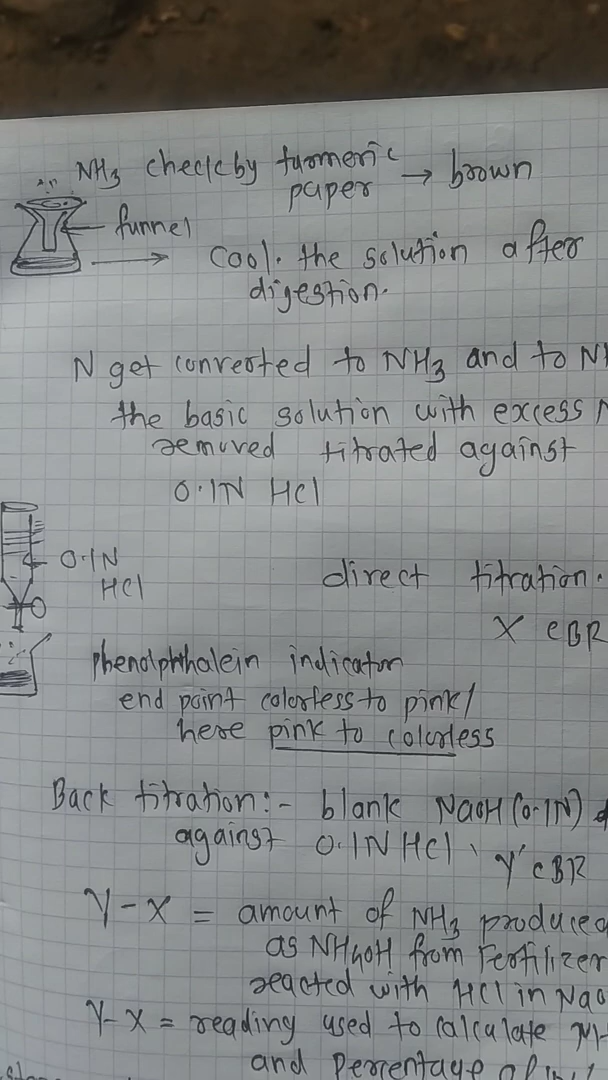 NH3 check by turmeric
paper → brown
funnel
→ cool. the solution after
digestion.
N get converted to NH3 and to
the basic solution with excess
removed titrated against
0.1N HCl
0.1N
HCl
direct titration.
X CBR
phenolphthalein indicator
end point colorless to pink/
here pink to colorless
Back titration:- blank NaOH (0.1N)
against 0.1N HCl 'Y' CBR
Y-X = amount of NH3 produced
as NH4OH from Fertilizer
reacted with HCl in
Y-X = reading used to calculate
and percentage of